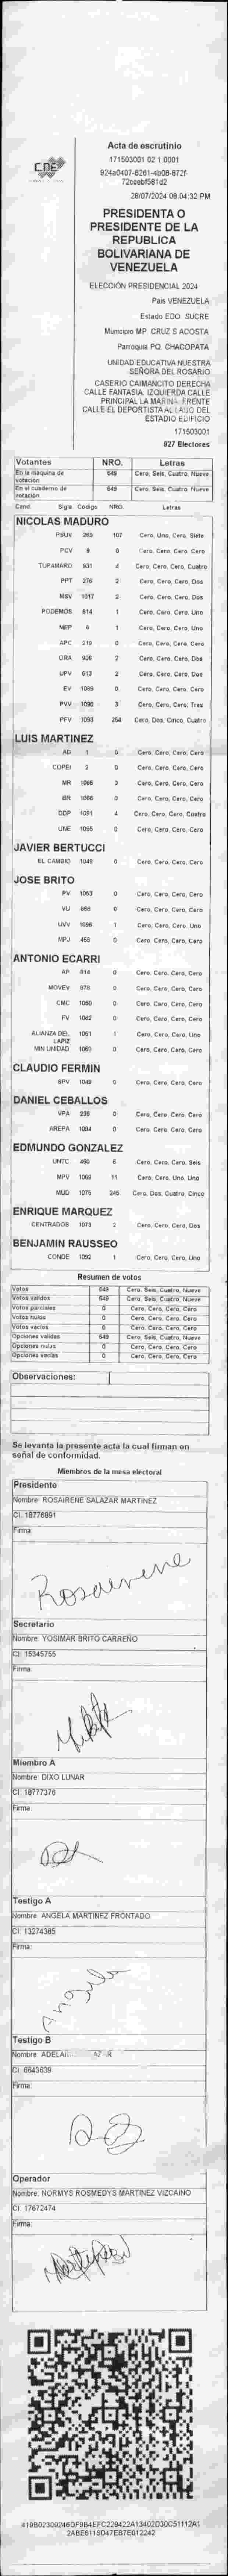 Acta de escrutinio
171503001 02 1.0001
924a0407-8261-4b08-872f-
72ccebf581d2
28/07/2024 08:04:32 PM
CNE
PRESIDENTA O
PRESIDENTE DE LA
REPUBLICA
BOLIVARIANA DE
VENEZUELA
ELECCIÓN PRESIDENCIAL 2024
País VENEZUELA
Estado EDO. SUCRE
Municipio MP. CRUZ S ACOSTA
Parroquia PQ. CHACOPATA
UNIDAD EDUCATIVA NUESTRA
SEÑORA DEL ROSARIO
CASERIO CAIMANCITO DERECHA
CALLE FANTASIA. IZQUIERDA CALLE
PRINCIPAL LA MARINA. FRENTE
CALLE EL DEPORTISTA AL LADO DEL
ESTADIO EDIFICIO
171503001
827 Electores
Votantes NRO. Letras
En la máquina de votación 649 Cero, Seis, Cuatro, Nueve
En el cuaderno de votación 649 Cero, Seis, Cuatro, Nueve
Cand. Sigla Código NRO. Letras
NICOLAS MADURO
PSUV 269 107 Cero, Uno, Cero, Siete
PCV 9 0 Cero, Cero, Cero, Cero
TUPAMARO 931 4 Cero, Cero, Cero, Cuatro
PPT 276 2 Cero, Cero, Cero, Dos
MSV 1017 2 Cero, Cero, Cero, Dos
PODEMOS 614 1 Cero, Cero, Cero, Uno
MEP 6 1 Cero, Cero, Cero, Uno
APC 219 0 Cero, Cero, Cero, Cero
ORA 906 2 Cero, Cero, Cero, Dos
UPV 513 2 Cero, Cero, Cero, Dos
EV 1089 0 Cero, Cero, Cero, Cero
PVV 1090 3 Cero, Cero, Cero, Tres
PFV 1093 254 Cero, Dos, Cinco, Cuatro
LUIS MARTINEZ
AD 1 0 Cero, Cero, Cero, Cero
COPEI 2 0 Cero, Cero, Cero, Cero
MR 1066 0 Cero, Cero, Cero, Cero
BR 1086 0 Cero, Cero, Cero, Cero
DDP 1091 4 Cero, Cero, Cero, Cuatro
UNE 1095 0 Cero, Cero, Cero, Cero
JAVIER BERTUCCI
EL CAMBIO 1049 0 Cero, Cero, Cero, Cero
JOSE BRITO
PV 1053 0 Cero, Cero, Cero, Cero
VU 868 0 Cero, Cero, Cero, Cero
UVV 1096 1 Cero, Cero, Cero, Uno
MPJ 455 0 Cero, Cero, Cero, Cero
ANTONIO ECARRI
AP 914 0 Cero, Cero, Cero, Cero
MOVEV 878 0 Cero, Cero, Cero, Cero
CMC 1050 0 Cero, Cero, Cero, Cero
FV 1082 0 Cero, Cero, Cero, Cero
ALIANZA DEL LAPIZ 1051 1 Cero, Cero, Cero, Uno
MIN UNIDAD 1069 0 Cero, Cero, Cero, Cero
CLAUDIO FERMIN
SPV 1048 0 Cero, Cero, Cero, Cero
DANIEL CEBALLOS
VPA 238 0 Cero, Cero, Cero, Cero
AREPA 1094 0 Cero, Cero, Cero, Cero
EDMUNDO GONZALEZ
UNTC 460 6 Cero, Cero, Cero, Seis
MPV 1069 11 Cero, Cero, Uno, Uno
MUD 1075 245 Cero, Dos, Cuatro, Cinco
ENRIQUE MARQUEZ
CENTRADOS 1073 2 Cero, Cero, Cero, Dos
BENJAMIN RAUSSEO
CONDE 1092 1 Cero, Cero, Cero, Uno
Resumen de votos
Votos 649 Cero, Seis, Cuatro, Nueve
Votos validos 649 Cero, Seis, Cuatro, Nueve
Votos parciales 0 Cero, Cero, Cero, Cero
Votos nulos 0 Cero, Cero, Cero, Cero
Votos vacios 0 Cero, Cero, Cero, Cero
Opciones validas 649 Cero, Seis, Cuatro, Nueve
Opciones nulas 0 Cero, Cero, Cero, Cero
Opciones vacias 0 Cero, Cero, Cero, Cero
Observaciones:
Se levanta la presente acta la cual firman en
señal de conformidad.
Miembros de la mesa electoral
Presidente
Nombre: ROSAIRENE SALAZAR MARTINEZ
CI: 18776891
Firma:
Rosairene
Secretario
Nombre: YOSIMAR BRITO CARREÑO
CI: 15345755
Firma:
Miembro A
Nombre: DIXO LUNAR
CI: 18777376
Firma:
Testigo A
Nombre: ANGELA MARTINEZ FRONTADO
CI: 13274385
Firma:
Angela
Testigo B
Nombre:
CI: 6643639
Firma:
Operador
Nombre: NORMYS ROSMEDYS MARTINEZ VIZCAINO
CI: 17672474
Firma: